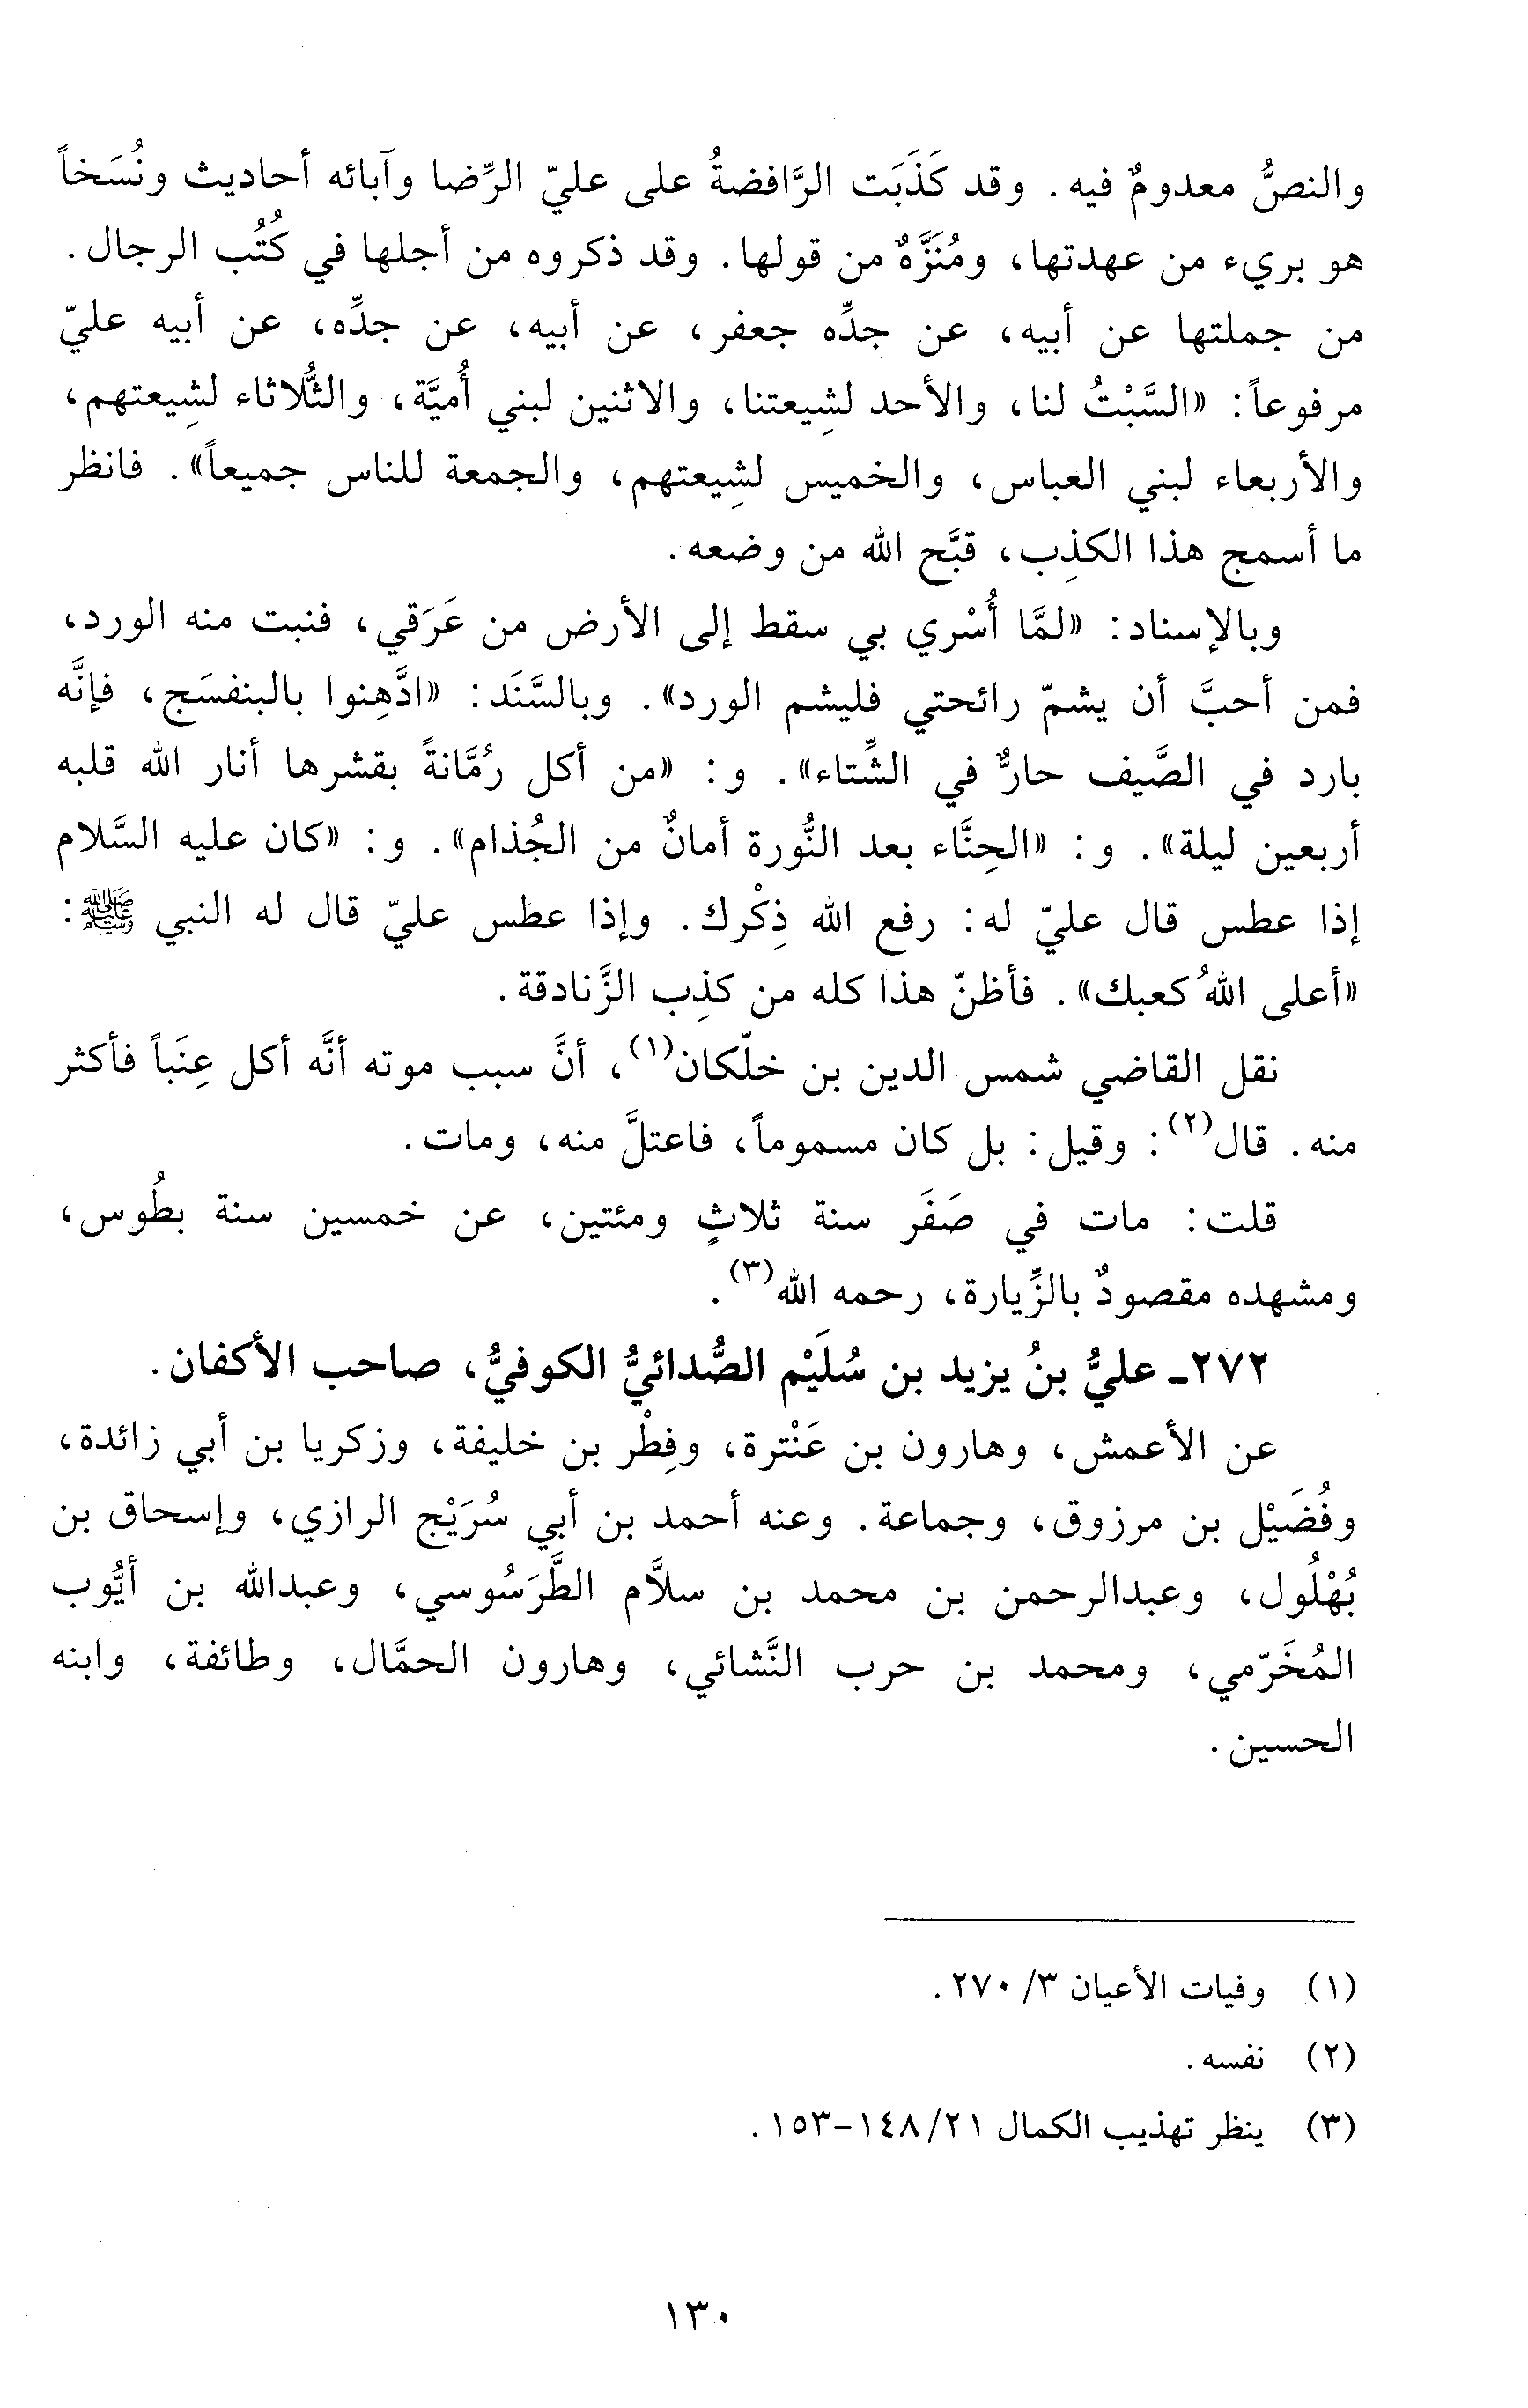 والنصُّ معدومٌ فيه. وقد كَذَبَت الرَّافضةُ على عليّ الرِّضا وآبائه أحاديث ونُسَخاً
هو بريء من عهدتها، ومُنَزَّهٌ من قولها. وقد ذكروه من أجلها في كُتُب الرجال.
من جملتها عن أبيه، عن جدِّه جعفر، عن أبيه، عن جدِّه، عن أبيه عليّ
مرفوعاً: «السَّبْتُ لنا، والأحد لشِيعتنا، والاثنين لبني أُميَّة، والثُّلاثاء لشِيعتهم،
والأربعاء لبني العباس، والخميس لشِيعتهم، والجمعة للناس جميعاً». فانظر
ما أسمج هذا الكذِب، قبَّح الله من وضعه.
وبالإسناد: «لمَّا أُسْري بي سقط إلى الأرض من عَرَقي، فنبت منه الورد،
فمن أحبَّ أن يشمّ رائحتي فليشم الورد». وبالسَّنَد: «ادَّهِنوا بالبنفسَج، فإنَّه
بارد في الصَّيف حارٌّ في الشِّتاء». و: «من أكل رُمَّانةً بقشرها أنار الله قلبه
أربعين ليلة». و: «الحِنَّاء بعد النُّورة أمانٌ من الجُذام». و: «كان عليه السَّلام
إذا عطس قال عليّ له: رفع الله ذِكْرك. وإذا عطس عليّ قال له النبي ﷺ:
«أعلى اللهُ كعبك». فأظنّ هذا كله من كذِب الزَّنادقة.
نقل القاضي شمس الدين بن خلّكان(١)، أنَّ سبب موته أنَّه أكل عِنَباً فأكثر
منه. قال(٢): وقيل: بل كان مسموماً، فاعتلَّ منه، ومات.
قلت: مات في صَفَر سنة ثلاثٍ ومئتين، عن خمسين سنة بطُوس،
ومشهده مقصودٌ بالزِّيارة، رحمه الله(٣).
٢٧٢ـ عليُّ بنُ يزيد بن سُلَيْم الصُّدائيُّ الكوفيُّ، صاحب الأكفان.
عن الأعمش، وهارون بن عَنْترة، وفِطْر بن خليفة، وزكريا بن أبي زائدة،
وفُضَيْل بن مرزوق، وجماعة. وعنه أحمد بن أبي سُرَيْج الرازي، وإسحاق بن
بُهْلُول، وعبدالرحمن بن محمد بن سلاَّم الطَّرَسُوسي، وعبدالله بن أيُّوب
المُخَرّمي، ومحمد بن حرب النَّشائي، وهارون الحمَّال، وطائفة، وابنه
الحسين.
(١) وفيات الأعيان ٣/ ٢٧٠.
(٢) نفسه.
(٣) ينظر تهذيب الكمال ٢١/ ١٤٨-١٥٣.
١٣٠